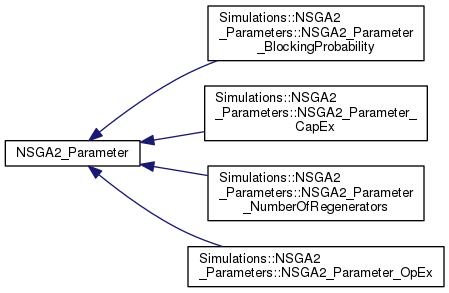 Simulations::NSGA2
_Parameters::NSGA2_Parameter
_BlockingProbability
Simulations::NSGA2
_Parameters::NSGA2_Parameter_
CapEx
NSGA2_Parameter
Simulations::NSGA2
_Parameters::NSGA2_Parameter
_NumberOfRegenerators
Simulations::NSGA2
_Parameters::NSGA2_Parameter_OpEx